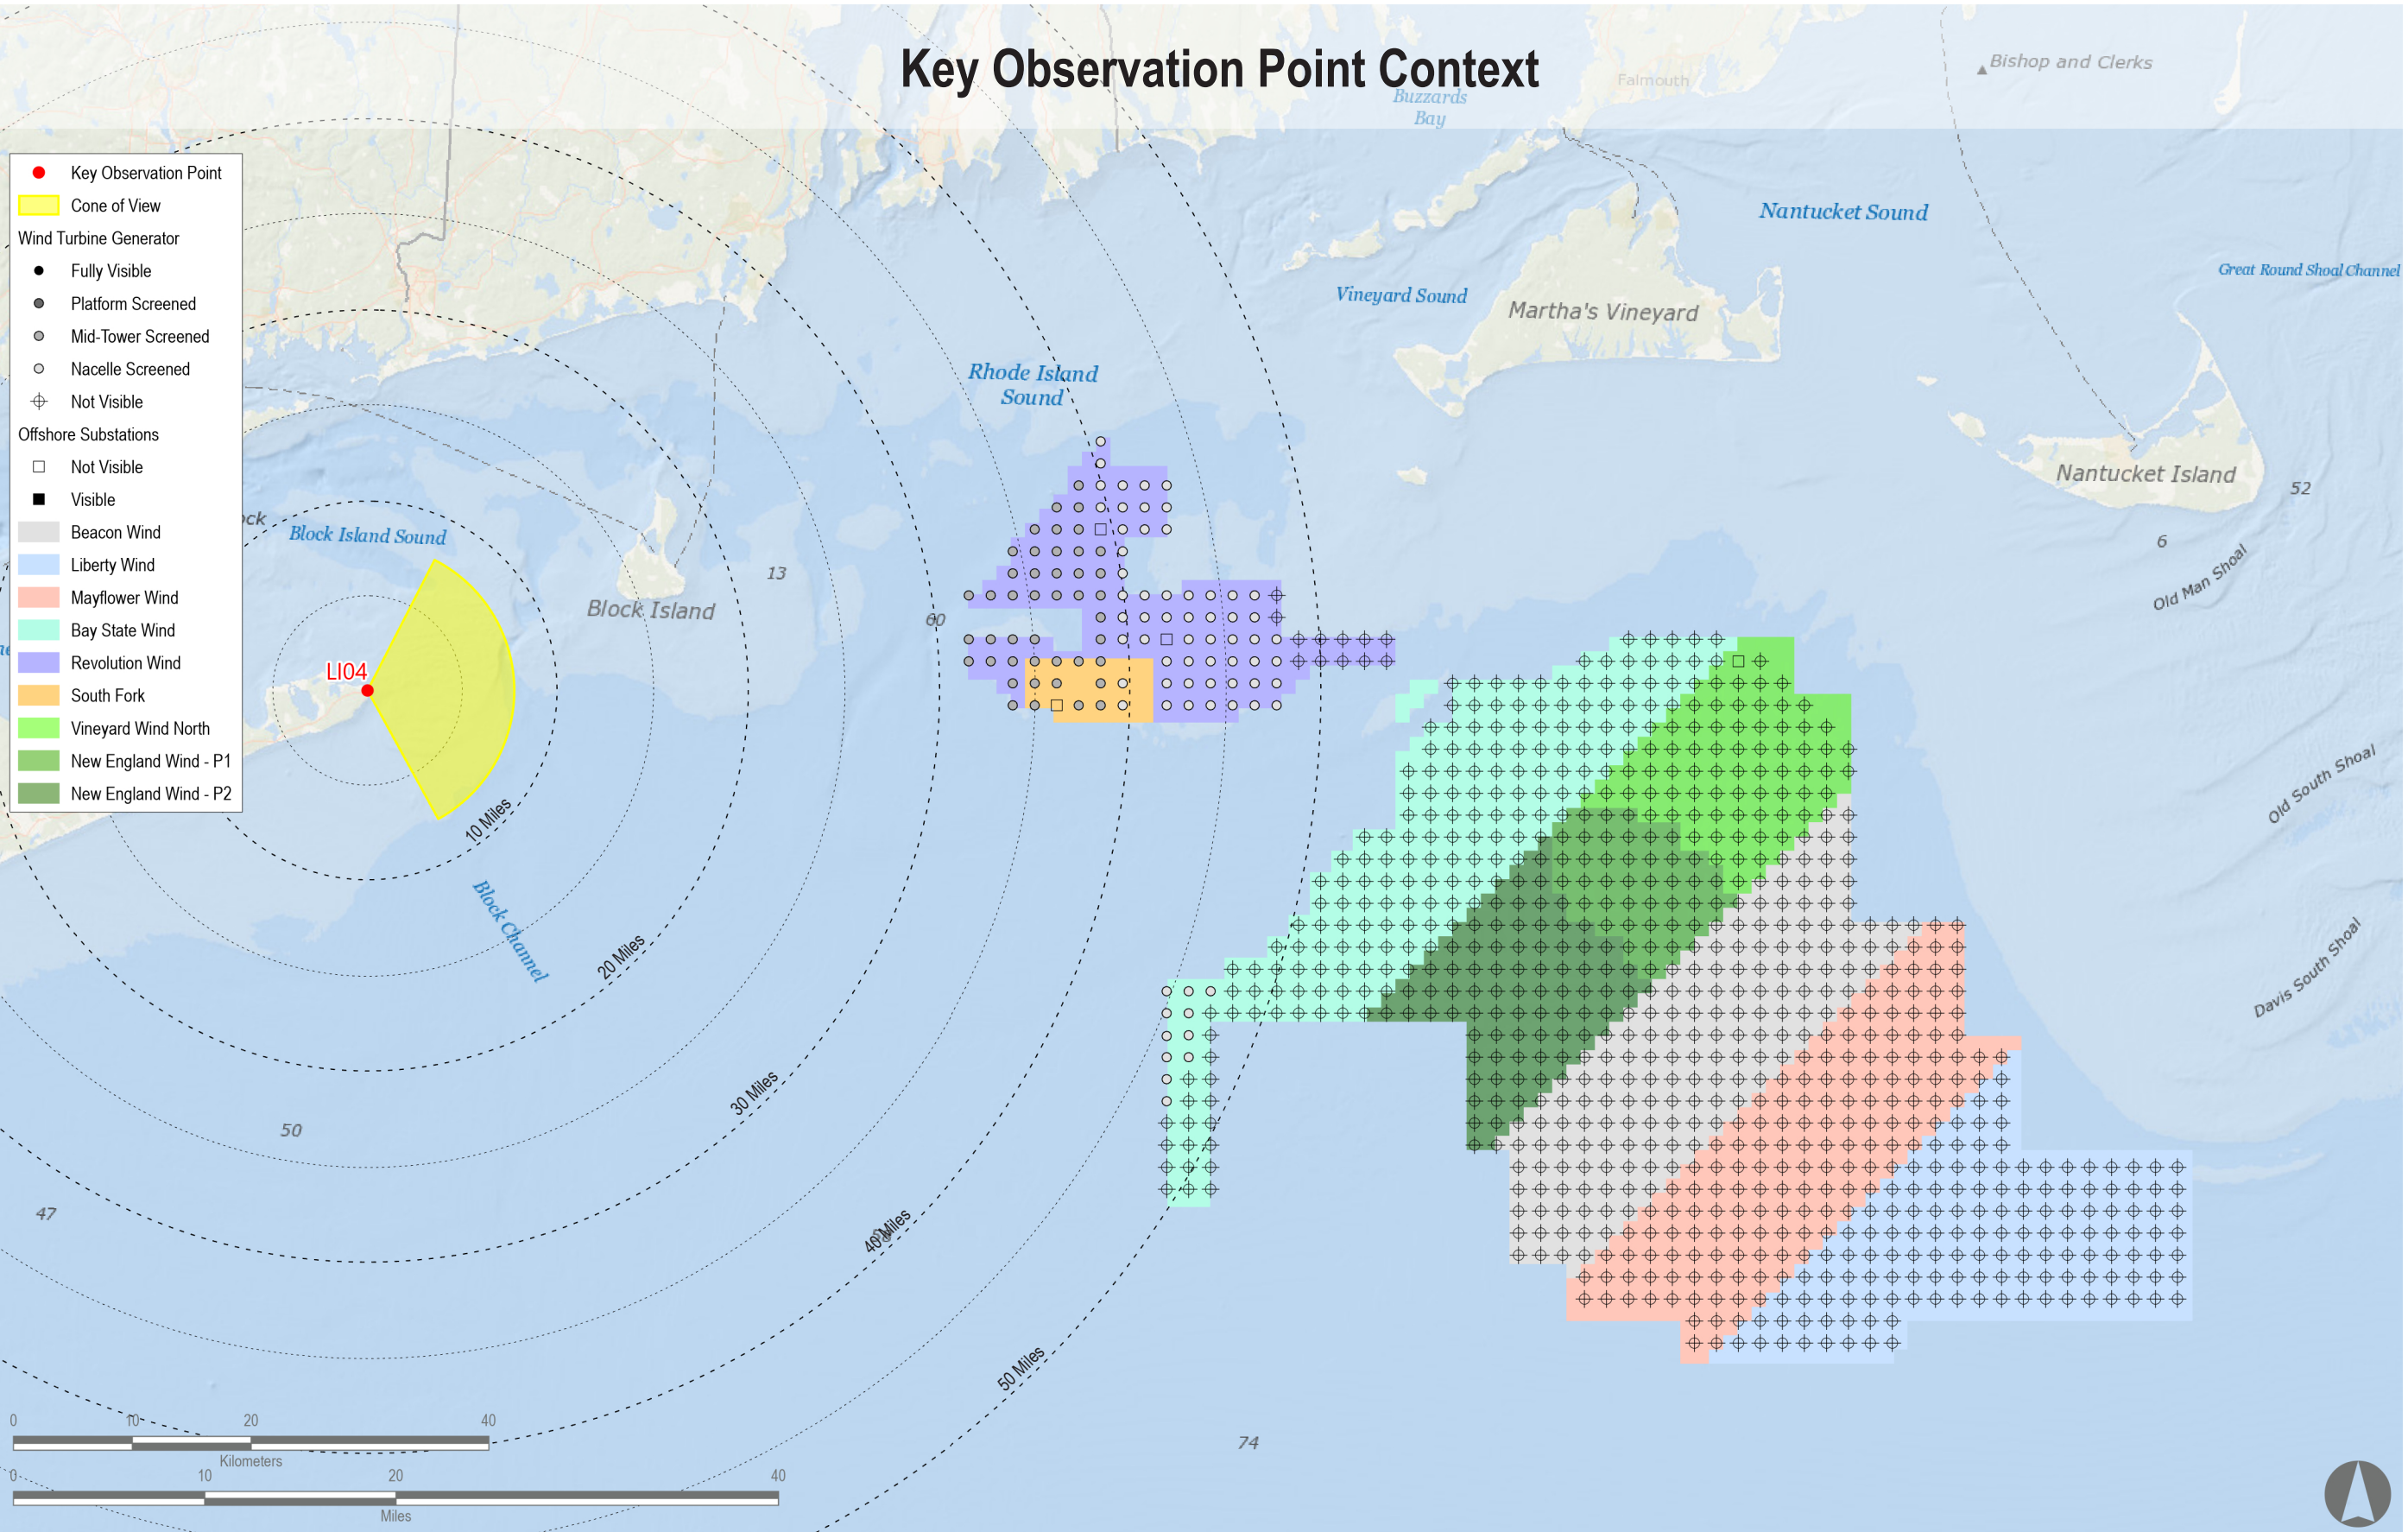 Key Observation Point Context
Bishop and Clerks
Falmouth
Buzzards
Bay
Nantucket Sound
Great Round Shoal Channel
Vineyard Sound
Martha's Vineyard
Rhode Island
Sound
Nantucket Island
52
6
Old Man Shoal
Old South Shoal
Davis South Shoal
Key Observation Point
Cone of View
Wind Turbine Generator
Fully Visible
Platform Screened
Mid-Tower Screened
Nacelle Screened
Not Visible
Offshore Substations
Not Visible
Visible
Beacon Wind
Liberty Wind
Mayflower Wind
Bay State Wind
Revolution Wind
South Fork
Vineyard Wind North
New England Wind - P1
New England Wind - P2
ock
Block Island Sound
13
Block Island
60
LI04
10 Miles
Block Channel
20 Miles
30 Miles
40 Miles
50 Miles
50
47
74
0 10 20 40
Kilometers
0 10 20 40
Miles